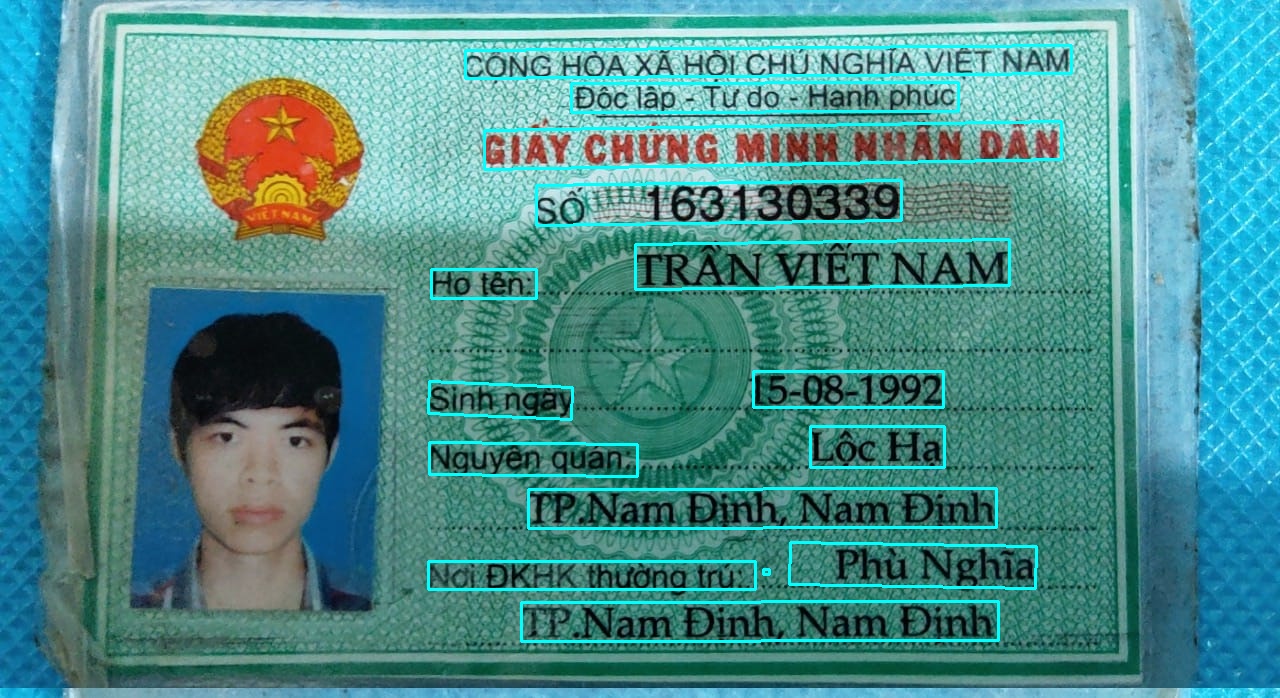 CỘNG HÒA XÃ HỘI CHỦ NGHĨA VIỆT NAM
Độc lập - Tự do - Hạnh phúc
GIẤY CHỨNG MINH NHÂN DÂN
SỐ 163130339
VIỆT NAM
Họ tên: TRẦN VIẾT NAM
Sinh ngày 15-08-1992
Nguyên quán: Lộc Hạ
TP.Nam Định, Nam Định
Nơi ĐKHK thường trú: Phù Nghĩa
TP.Nam Định, Nam Định